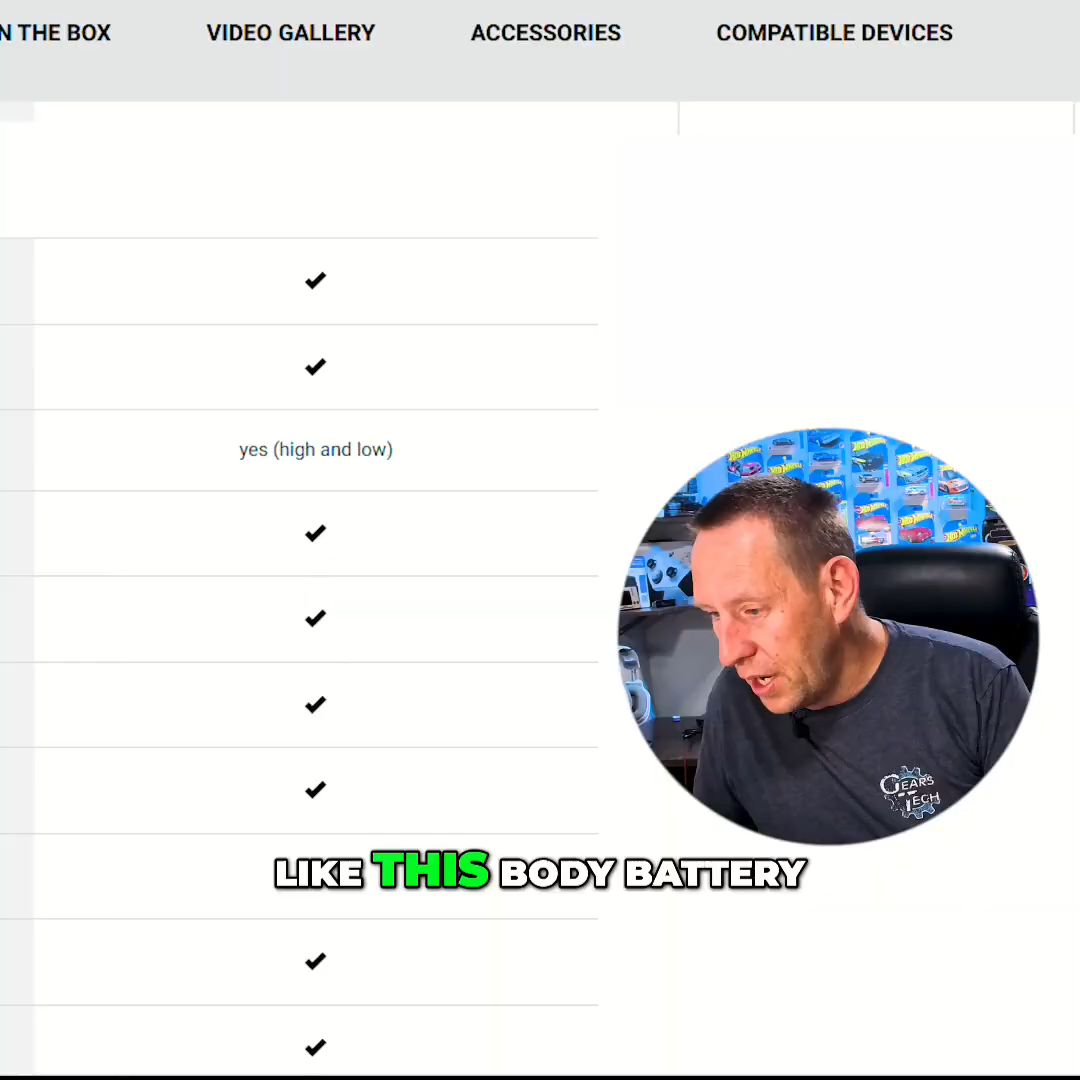 N THE BOX VIDEO GALLERY ACCESSORIES COMPATIBLE DEVICES
yes (high and low)
GEARS
TECH
LIKE THIS BODY BATTERY